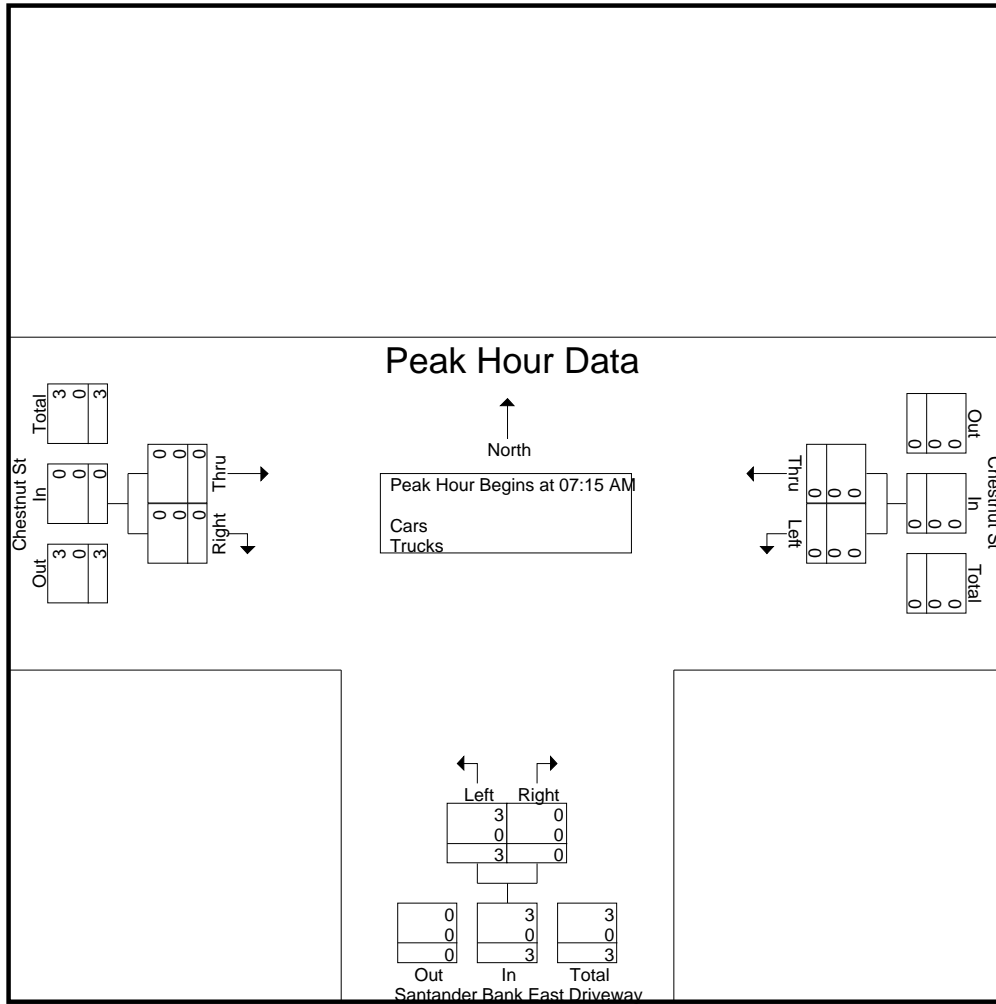 Peak Hour Data
North
Peak Hour Begins at 07:15 AM
Cars
Trucks
Chestnut St
Out In Total
3 0 3
0 0 0
3 0 3
Right Thru
0 0
0 0
0 0
Chestnut St
Out In Total
0 0 0
0 0 0
0 0 0
Thru Left
0 0
0 0
0 0
Left Right
3 0
0 0
3 0
0 3 3
0 0 0
0 3 3
Out In Total
Santander Bank East Driveway